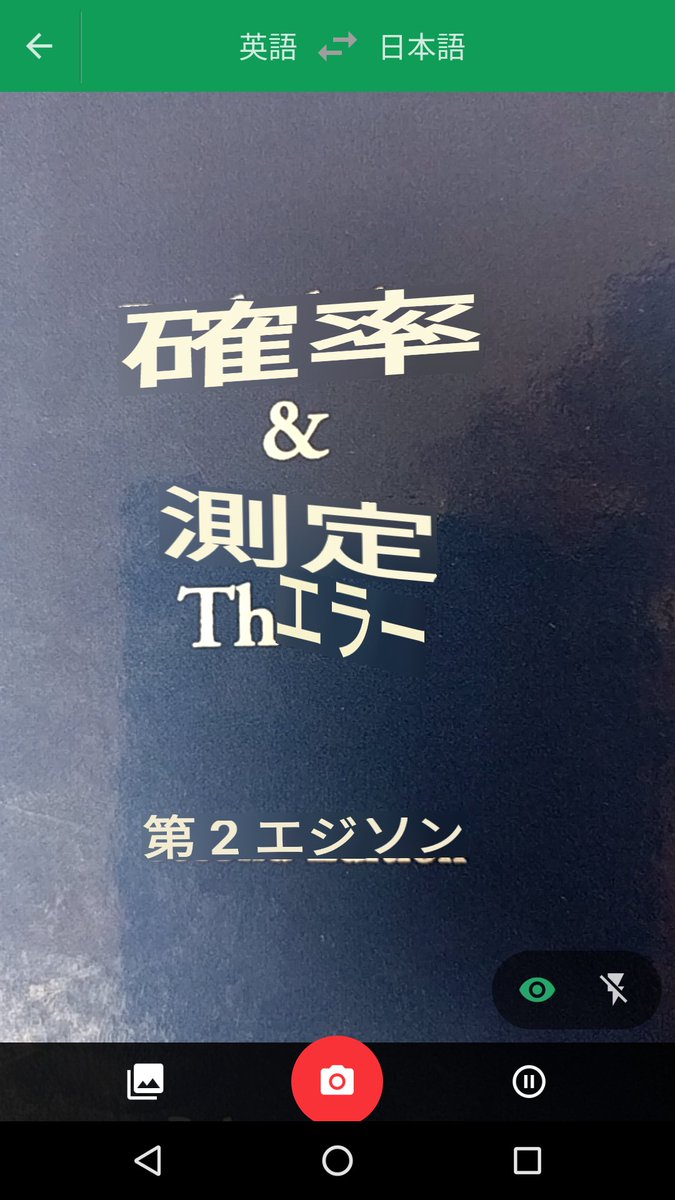 英語 日本語
確率
&
測定
Thエラー
第 2 エジソン